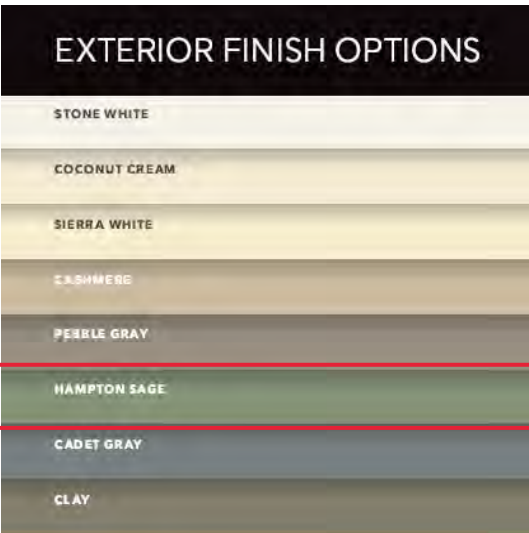 EXTERIOR FINISH OPTIONS
STONE WHITE
COCONUT CREAM
SIERRA WHITE
CASHMERE
PEBBLE GRAY
HAMPTON SAGE
CADET GRAY
CLAY